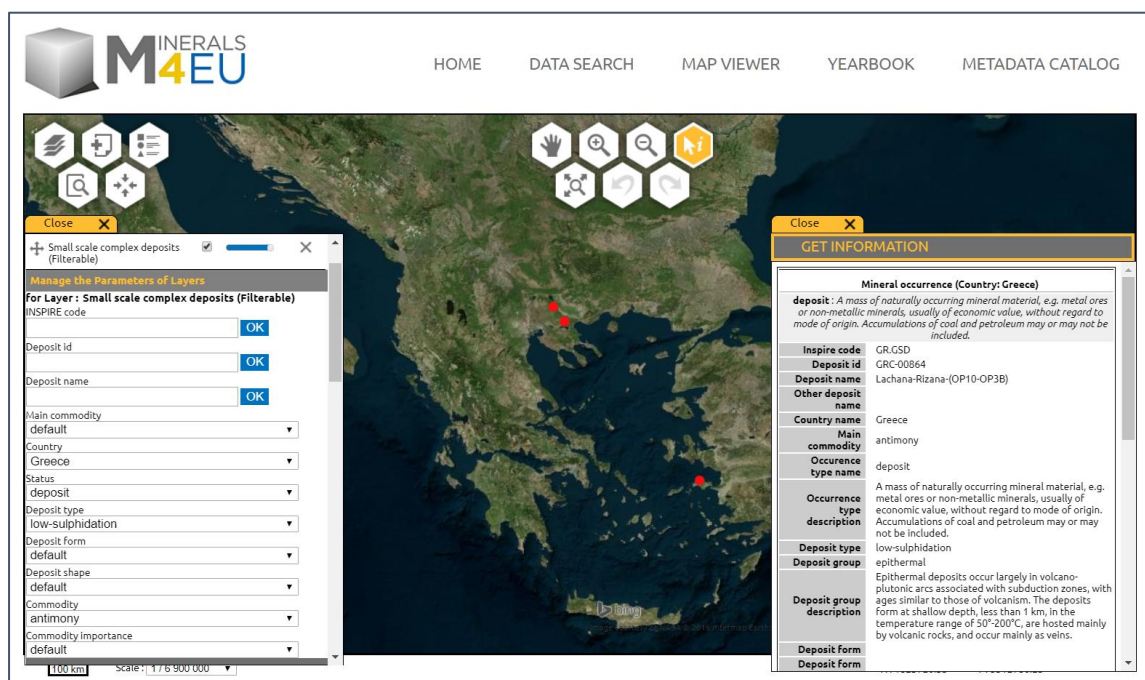 MINERALS
4EU
HOME DATA SEARCH MAP VIEWER YEARBOOK METADATA CATALOG
Close X
Small scale complex deposits
(Filterable)
Manage the Parameters of Layers
for Layer : Small scale complex deposits (Filterable)
INSPIRE code
OK
Deposit id
OK
Deposit name
OK
Main commodity
default
Country
Greece
Status
deposit
Deposit type
low-sulphidation
Deposit form
default
Deposit shape
default
Commodity
antimony
Commodity importance
default
100 km Scale : 1 / 6 900 000
bing
Close X
GET INFORMATION
Mineral occurrence (Country: Greece)
deposit : A mass of naturally occurring mineral material, e.g. metal ores
or non-metallic minerals, usually of economic value, without regard to
mode of origin. Accumulations of coal and petroleum may or may not be
included.
Inspire code GR.GSD
Deposit id GRC-00864
Deposit name Lachana-Rizana-(OP10-OP3B)
Other deposit
name
Country name Greece
Main
commodity antimony
Occurence
type name deposit
Occurrence
type
description
A mass of naturally occurring mineral material, e.g.
metal ores or non-metallic minerals, usually of
economic value, without regard to mode of origin.
Accumulations of coal and petroleum may or may
not be included.
Deposit type low-sulphidation
Deposit group epithermal
Deposit group
description
Epithermal deposits occur largely in volcano-
plutonic arcs associated with subduction zones, with
ages similar to those of volcanism. The deposits
form at shallow depth, less than 1 km, in the
temperature range of 50°-200°C, are hosted mainly
by volcanic rocks, and occur mainly as veins.
Deposit form
Deposit form